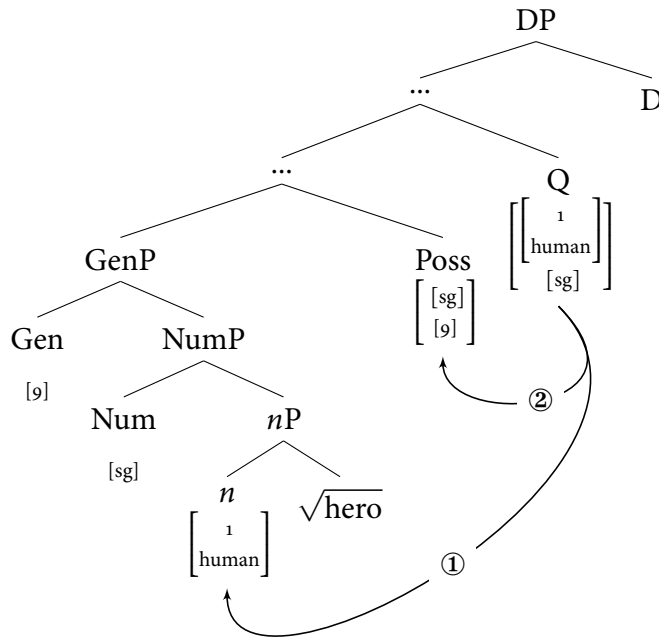 DP
...
D
...
Q
1
human
[sg]
GenP
Poss
[sg]
[9]
Gen
NumP
[9]
②
Num
nP
[sg]
n
√hero
1
human
①